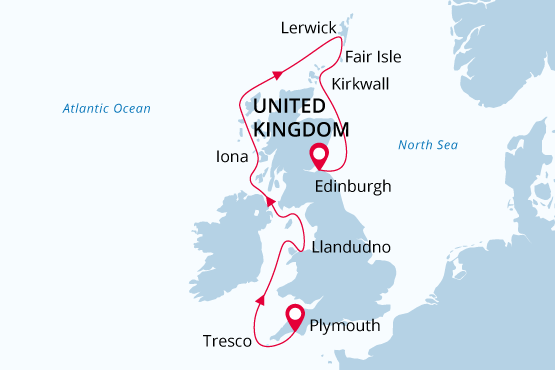 Lerwick
Fair Isle
Kirkwall
Atlantic Ocean
UNITED
KINGDOM
North Sea
Iona
Edinburgh
Llandudno
Plymouth
Tresco